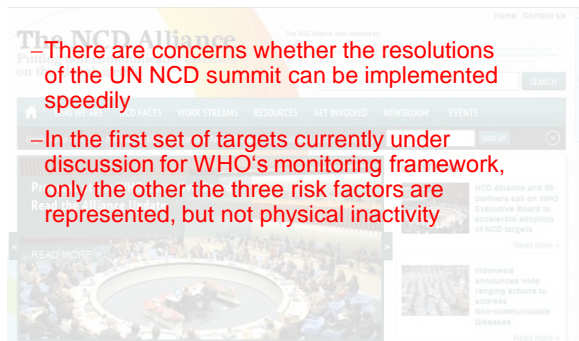 Home Contact Us
The NCD Alliance
–There are concerns whether the resolutions
of the UN NCD summit can be implemented
speedily
SEARCH
NCD FACTS WORK STREAMS RESOURCES GET INVOLVED NEWSROOM EVENTS
SIGN UP
–In the first set of targets currently under
discussion for WHO‘s monitoring framework,
only the other the three risk factors are
represented, but not physical inactivity
Read the Alliance Update
READ MORE
NCD Alliance and
partners call on WHO
Executive Board to
accelerate adoption
of NCD targets
Read more »
Indonesia
announces wide
ranging actions to
address
Non-communicable
Diseases
Read more »